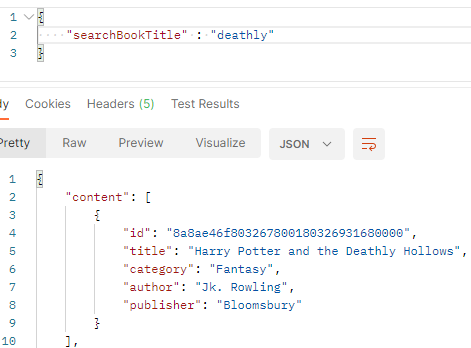 1 {
2 "searchBookTitle" : "deathly"
3 }
dy Cookies Headers (5) Test Results
Pretty Raw Preview Visualize JSON
1 {
2 "content": [
3 {
4 "id": "8a8ae46f803267800180326931680000",
5 "title": "Harry Potter and the Deathly Hollows",
6 "category": "Fantasy",
7 "author": "Jk. Rowling",
8 "publisher": "Bloomsbury"
9 }
10 ],